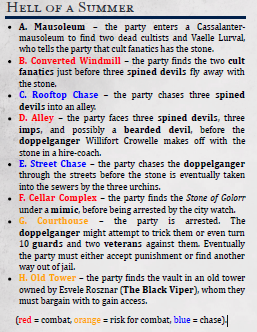 HELL OF A SUMMER
• A. Mausoleum – the party enters a Cassalanter-
mausoleum to find two dead cultists and Vaelle Lurval,
who tells the party that cult fanatics has the stone.
• B. Converted Windmill – the party finds the two cult
fanatics just before three spined devils fly away with
the stone.
• C. Rooftop Chase – the party chases three spined
devils into an alley.
• D. Alley – the party faces three spined devils, three
imps, and possibly a bearded devil, before the
doppelganger Willifort Crowelle makes off with the
stone in a hire-coach.
• E. Street Chase – the party chases the doppelganger
through the streets before the stone is eventually taken
into the sewers by the three urchins.
• F. Cellar Complex – the party finds the Stone of Golorr
under a mimic, before being arrested by the city watch.
• G. Courthouse – the party is arrested. The
doppelganger might attempt to trick them or even turn
10 guards and two veterans against them. Eventually
the party must either accept punishment or find another
way out of jail.
• H. Old Tower – the party finds the vault in an old tower
owned by Esvele Rosznar (The Black Viper), whom they
must bargain with to gain access.
(red = combat, orange = risk for combat, blue = chase).